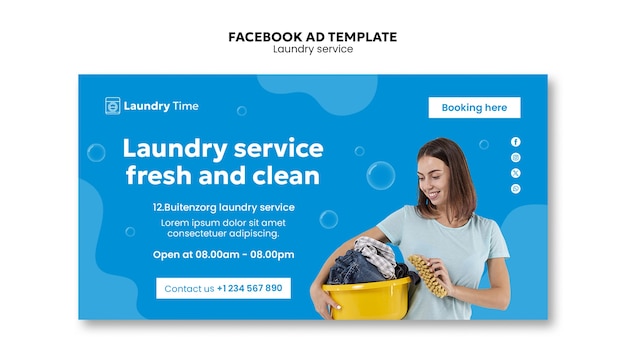 FACEBOOK AD TEMPLATE
Laundry service
Laundry Time
Booking here
Laundry service
fresh and clean
12.Buitenzorg laundry service
Lorem ipsum dolor sit amet
consectetuer adipiscing.
Open at 08.00am - 08.00pm
Contact us +1 234 567 890